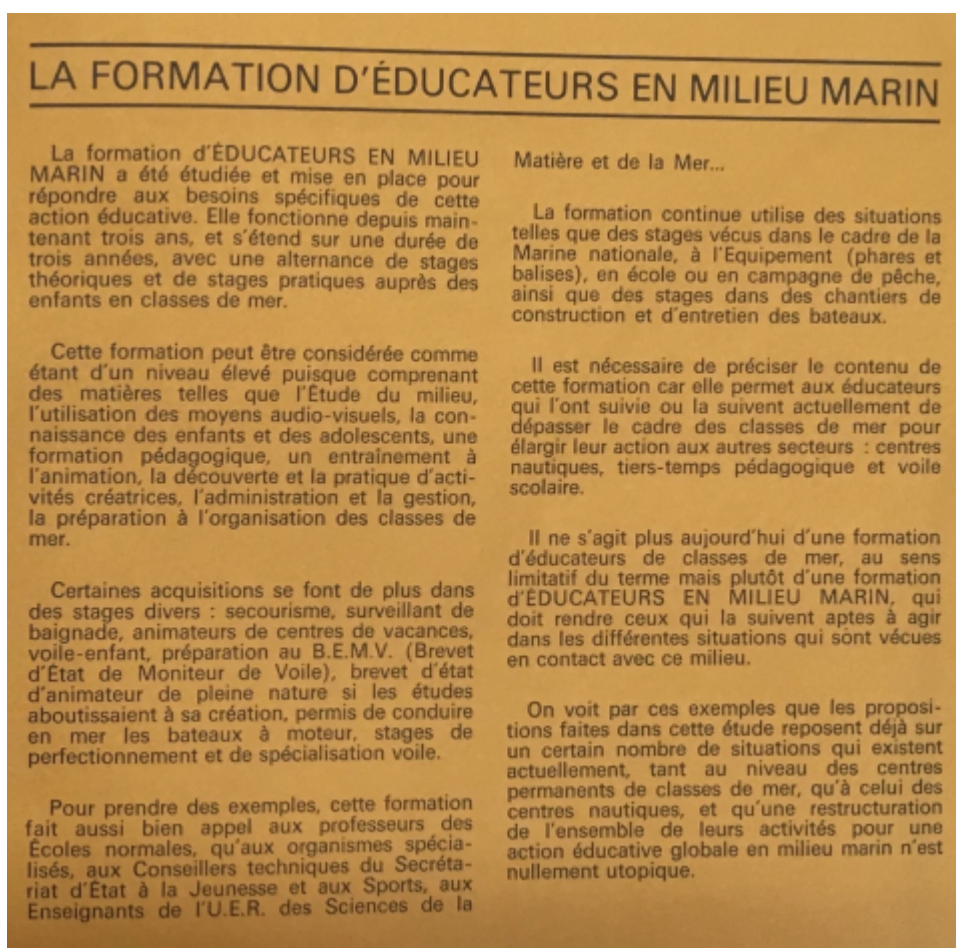 LA FORMATION D'ÉDUCATEURS EN MILIEU MARIN
La formation d'ÉDUCATEURS EN MILIEU
MARIN a été étudiée et mise en place pour
répondre aux besoins spécifiques de cette
action éducative. Elle fonctionne depuis main-
tenant trois ans, et s'étend sur une durée de
trois années, avec une alternance de stages
théoriques et de stages pratiques auprès des
enfants en classes de mer.
Cette formation peut être considérée comme
étant d'un niveau élevé puisque comprenant
des matières telles que l'Étude du milieu,
l'utilisation des moyens audio-visuels, la con-
naissance des enfants et des adolescents, une
formation pédagogique, un entraînement à
l'animation, la découverte et la pratique d'acti-
vités créatrices, l'administration et la gestion,
la préparation à l'organisation des classes de
mer.
Certaines acquisitions se font de plus dans
des stages divers : secourisme, surveillant de
baignade, animateurs de centres de vacances,
voile-enfant, préparation au B.E.M.V. (Brevet
d'État de Moniteur de Voile), brevet d'état
d'animateur de pleine nature si les études
aboutissaient à sa création, permis de conduire
en mer les bateaux à moteur, stages de
perfectionnement et de spécialisation voile.
Pour prendre des exemples, cette formation
fait aussi bien appel aux professeurs des
Écoles normales, qu'aux organismes spécia-
lisés, aux Conseillers techniques du Secréta-
riat d'État à la Jeunesse et aux Sports, aux
Enseignants de l'U.E.R. des Sciences de la
Matière et de la Mer...
La formation continue utilise des situations
telles que des stages vécus dans le cadre de la
Marine nationale, à l'Equipement (phares et
balises), en école ou en campagne de pêche,
ainsi que des stages dans des chantiers de
construction et d'entretien des bateaux.
Il est nécessaire de préciser le contenu de
cette formation car elle permet aux éducateurs
qui l'ont suivie ou la suivent actuellement de
dépasser le cadre des classes de mer pour
élargir leur action aux autres secteurs : centres
nautiques, tiers-temps pédagogique et voile
scolaire.
Il ne s'agit plus aujourd'hui d'une formation
d'éducateurs de classes de mer, au sens
limitatif du terme mais plutôt d'une formation
d'ÉDUCATEURS EN MILIEU MARIN, qui
doit rendre ceux qui la suivent aptes à agir
dans les différentes situations qui sont vécues
en contact avec ce milieu.
On voit par ces exemples que les proposi-
tions faites dans cette étude reposent déjà sur
un certain nombre de situations qui existent
actuellement, tant au niveau des centres
permanents de classes de mer, qu'à celui des
centres nautiques, et qu'une restructuration
de l'ensemble de leurs activités pour une
action éducative globale en milieu marin n'est
nullement utopique.